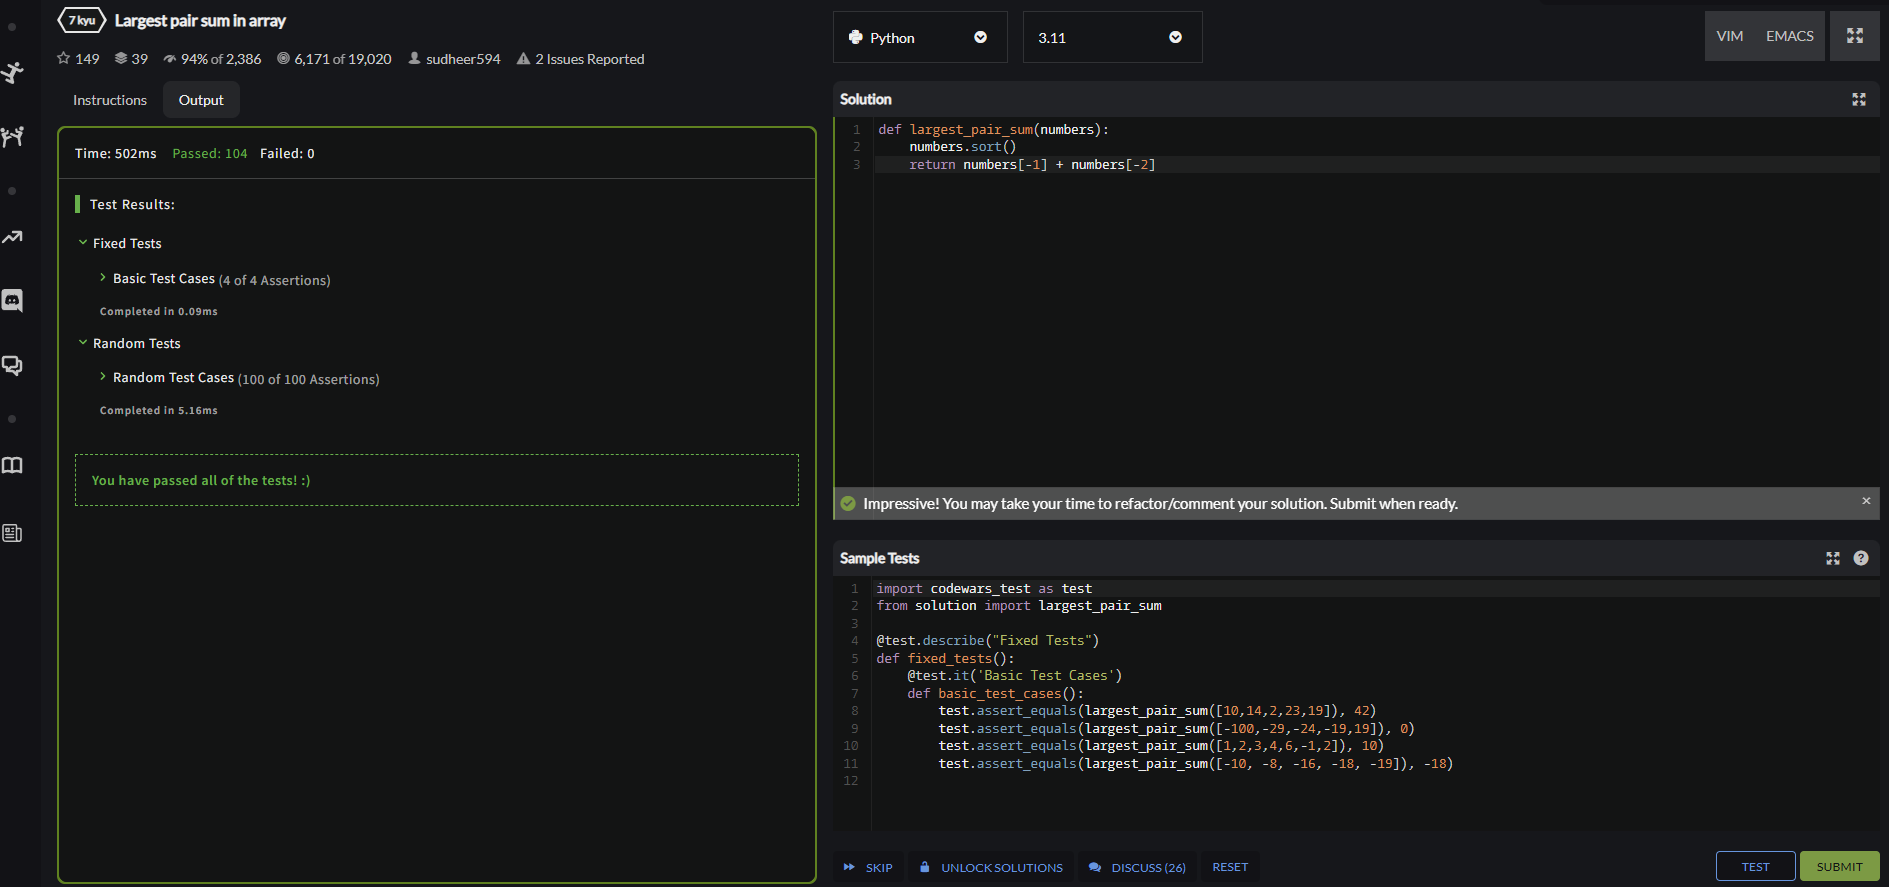 7 kyu
Largest pair sum in array
149 39 94% of 2,386 6,171 of 19,020 sudheer594 2 Issues Reported
Instructions Output
Time: 502ms Passed: 104 Failed: 0
Test Results:
Fixed Tests
Basic Test Cases (4 of 4 Assertions)
Completed in 0.09ms
Random Tests
Random Test Cases (100 of 100 Assertions)
Completed in 5.16ms
You have passed all of the tests! :)
Python 3.11 VIM EMACS
Solution
1 def largest_pair_sum(numbers):
2     numbers.sort()
3     return numbers[-1] + numbers[-2]
Impressive! You may take your time to refactor/comment your solution. Submit when ready. ×
Sample Tests ?
1 import codewars_test as test
2 from solution import largest_pair_sum
3
4 @test.describe("Fixed Tests")
5 def fixed_tests():
6     @test.it('Basic Test Cases')
7     def basic_test_cases():
8         test.assert_equals(largest_pair_sum([10,14,2,23,19]), 42)
9         test.assert_equals(largest_pair_sum([-100,-29,-24,-19,19]), 0)
10         test.assert_equals(largest_pair_sum([1,2,3,4,6,-1,2]), 10)
11         test.assert_equals(largest_pair_sum([-10, -8, -16, -18, -19]), -18)
12
SKIP UNLOCK SOLUTIONS DISCUSS (26) RESET TEST SUBMIT